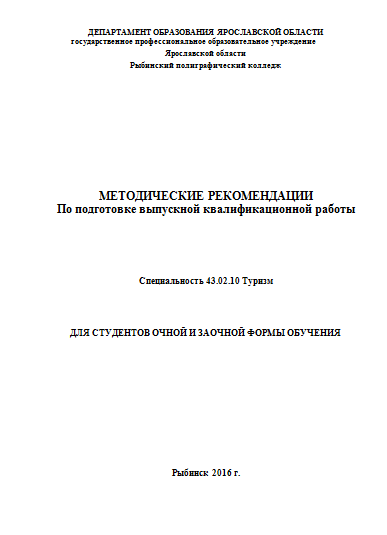 ДЕПАРТАМЕНТ ОБРАЗОВАНИЯ ЯРОСЛАВСКОЙ ОБЛАСТИ
государственное профессиональное образовательное учреждение
Ярославской области
Рыбинский полиграфический колледж
МЕТОДИЧЕСКИЕ РЕКОМЕНДАЦИИ
По подготовке выпускной квалификационной работы
Специальность 43.02.10 Туризм
ДЛЯ СТУДЕНТОВ ОЧНОЙ И ЗАОЧНОЙ ФОРМЫ ОБУЧЕНИЯ
Рыбинск 2016 г.